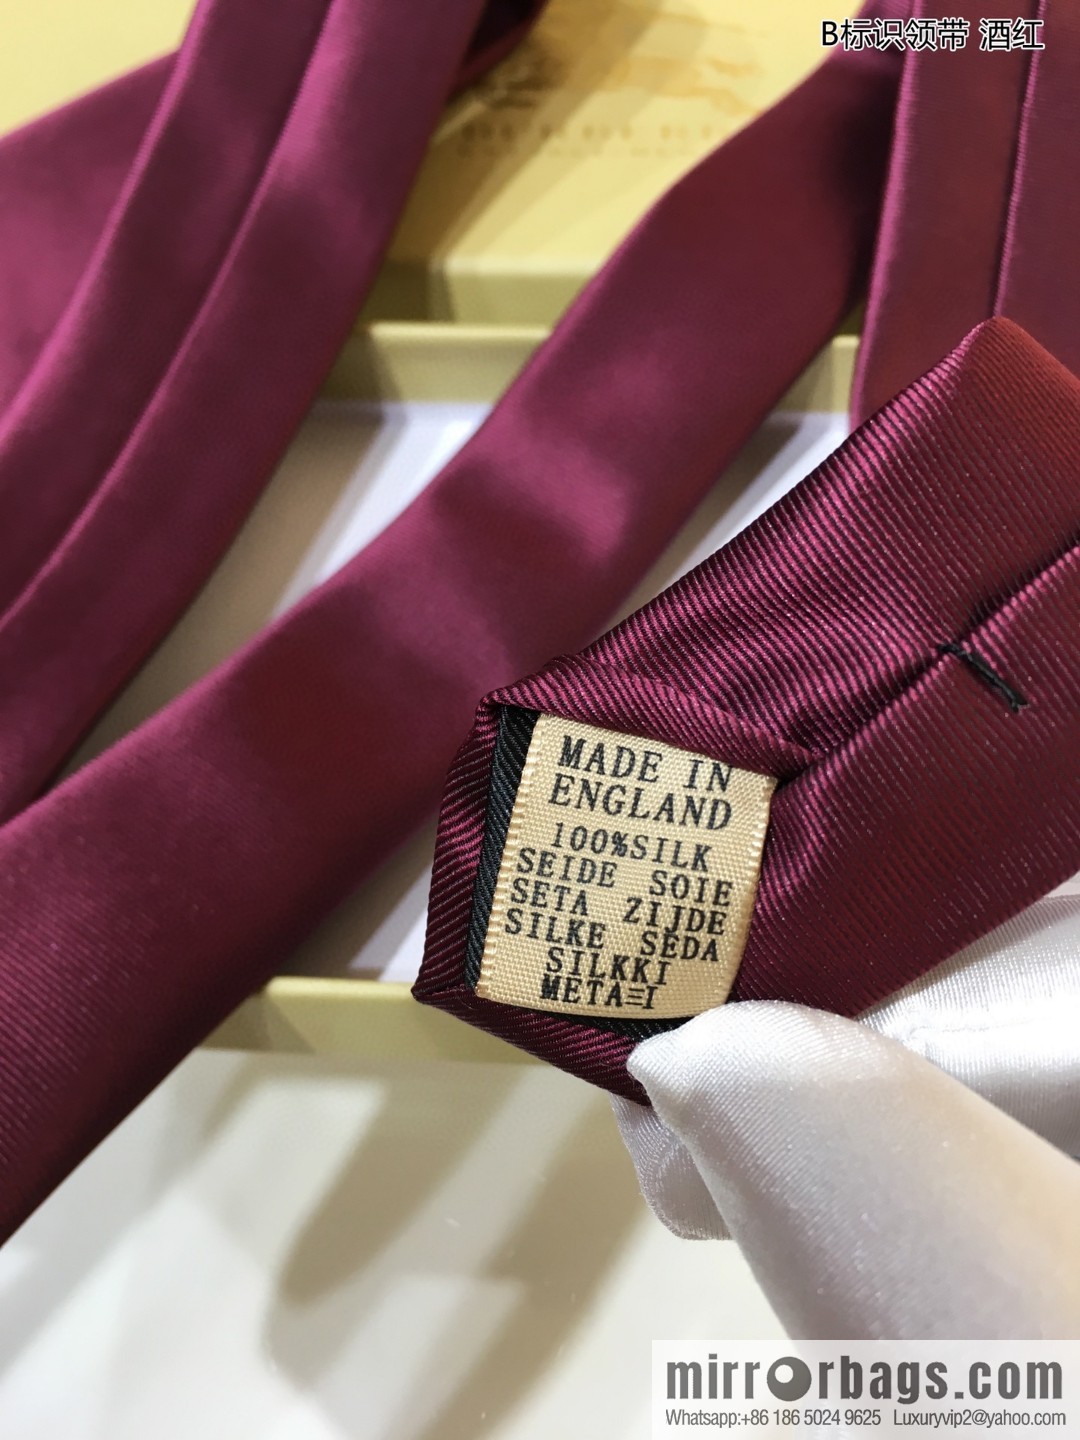 B标识领带 酒红
MADE IN
ENGLAND
100%SILK
SEIDE SOIE
SETA ZIJDE
SILKE SEDA
SILKKI
META≡I
mirrorbags.com
Whatsapp:+86 186 5024 9625 Luxuryvip2@yahoo.com